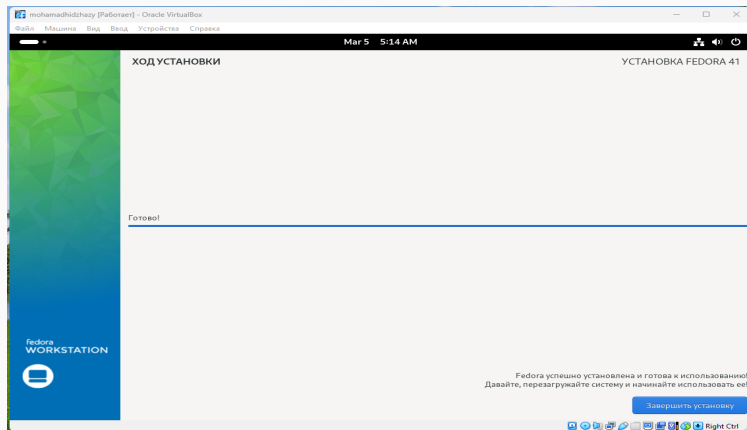 mohamadhidzhazy [Работает] - Oracle VirtualBox
Файл Машина Вид Ввод Устройства Справка
Mar 5 5:14 AM
ХОД УСТАНОВКИ
УСТАНОВКА FEDORA 41
Готово!
fedora
WORKSTATION
Fedora успешно установлена и готова к использованию!
Давайте, перезагружайте систему и начинайте использовать ее!
Завершить установку
Right Ctrl